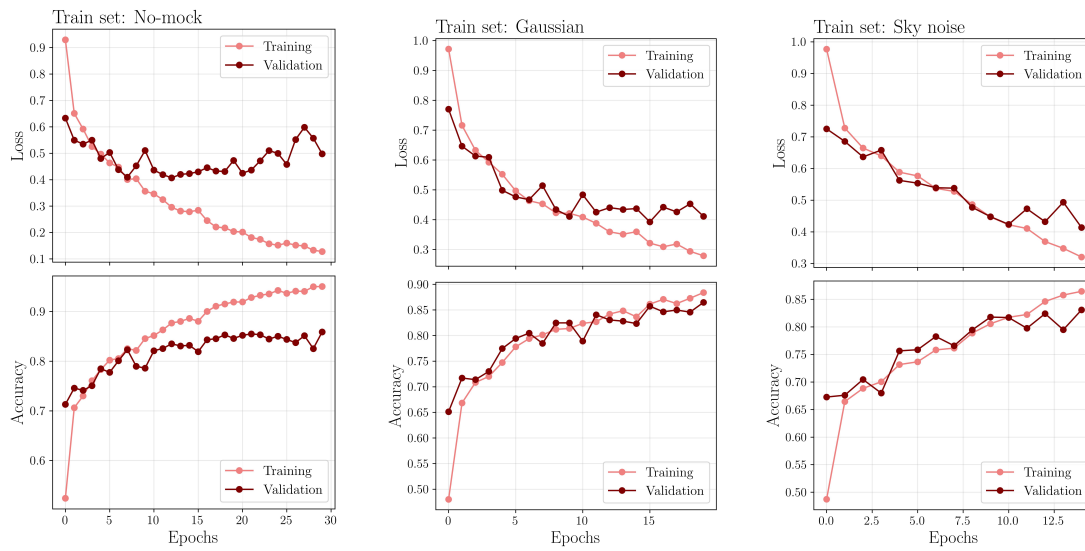 Train set: No-mock
0.9
0.8
0.7
0.6
0.5
0.4
0.3
0.2
0.1
Loss
Training
Validation
0.9
0.8
0.7
0.6
Accuracy
Training
Validation
0 5 10 15 20 25 30
Epochs
Train set: Gaussian
1.0
0.9
0.8
0.7
0.6
0.5
0.4
0.3
Loss
Training
Validation
0.90
0.85
0.80
0.75
0.70
0.65
0.60
0.55
0.50
Accuracy
Training
Validation
0 5 10 15
Epochs
Train set: Sky noise
1.0
0.9
0.8
0.7
0.6
0.5
0.4
0.3
Loss
Training
Validation
0.85
0.80
0.75
0.70
0.65
0.60
0.55
0.50
Accuracy
Training
Validation
0.0 2.5 5.0 7.5 10.0 12.5
Epochs